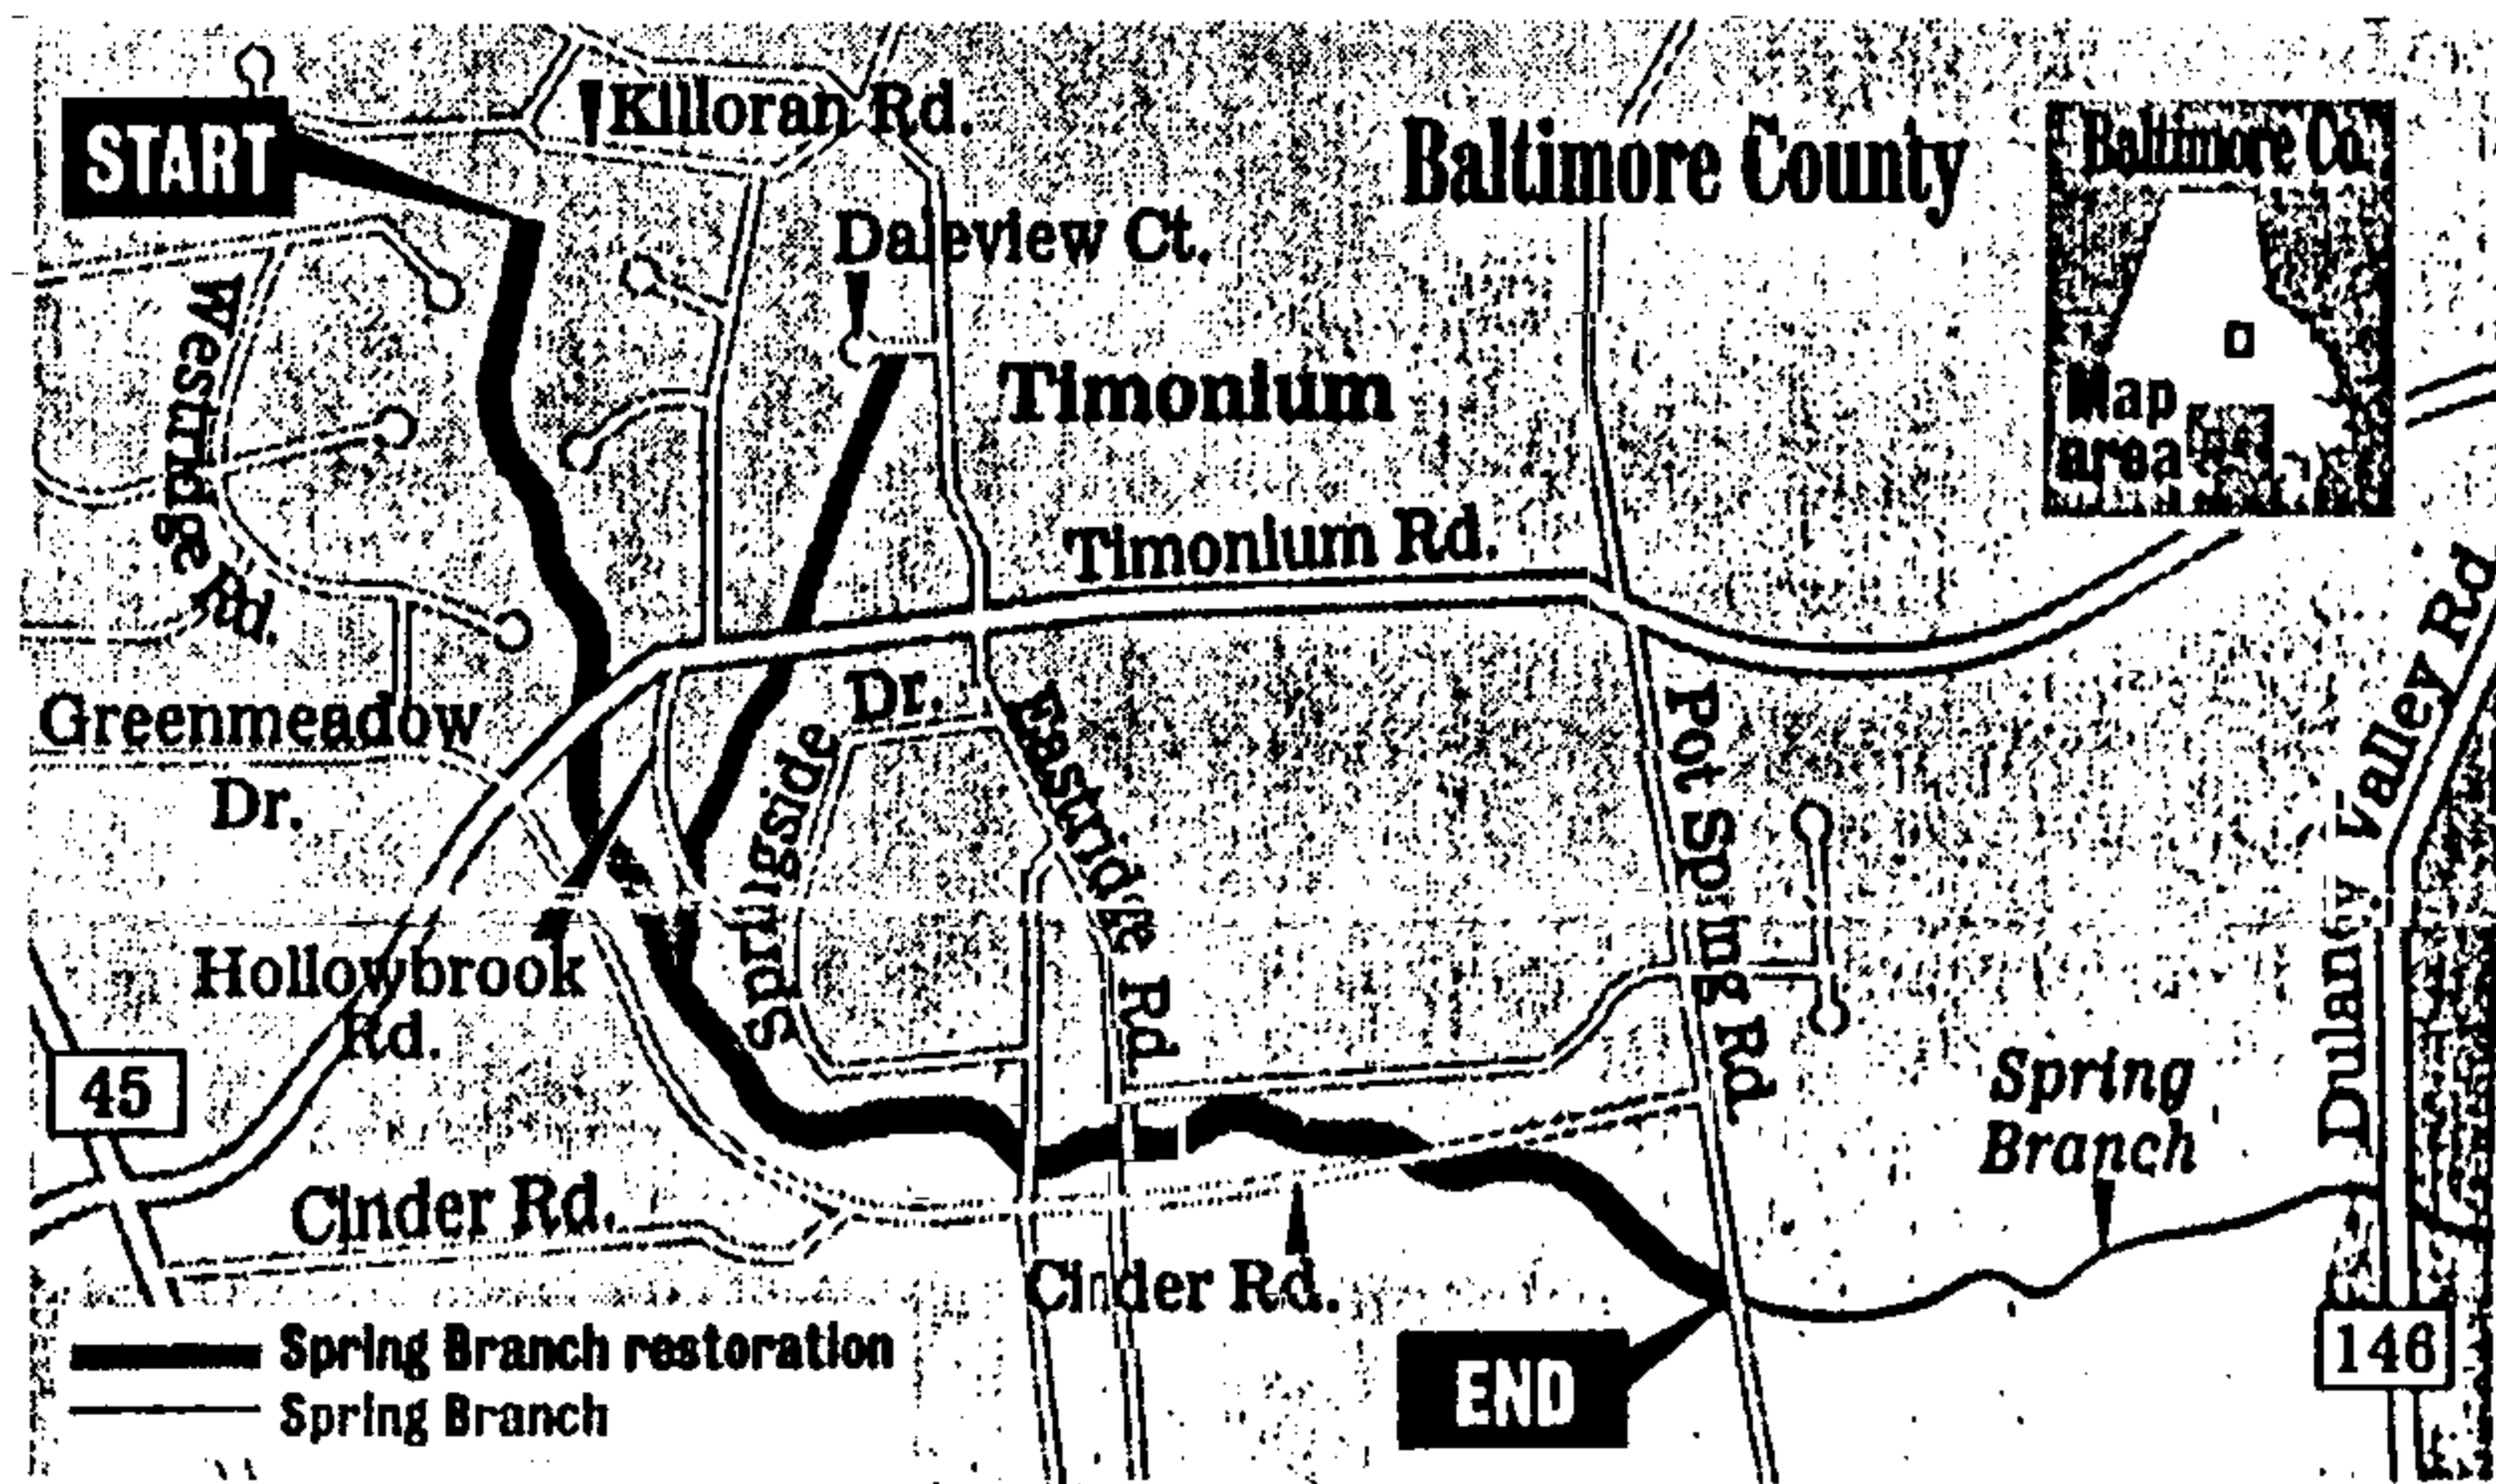 START
Killoran Rd.
Baltimore County
Baltimore Co.
Daleview Ct.
Westridge Rd.
Timonium
Map
area
Timonium Rd.
Greenmeadow
Dr.
Springside Dr.
Eastridge Rd
Pot Spring Rd
Dulaney Valley Rd
Hollowbrook
Rd.
45
Spring
Branch
Cinder Rd.
Cinder Rd.
Spring Branch restoration
Spring Branch
END
146